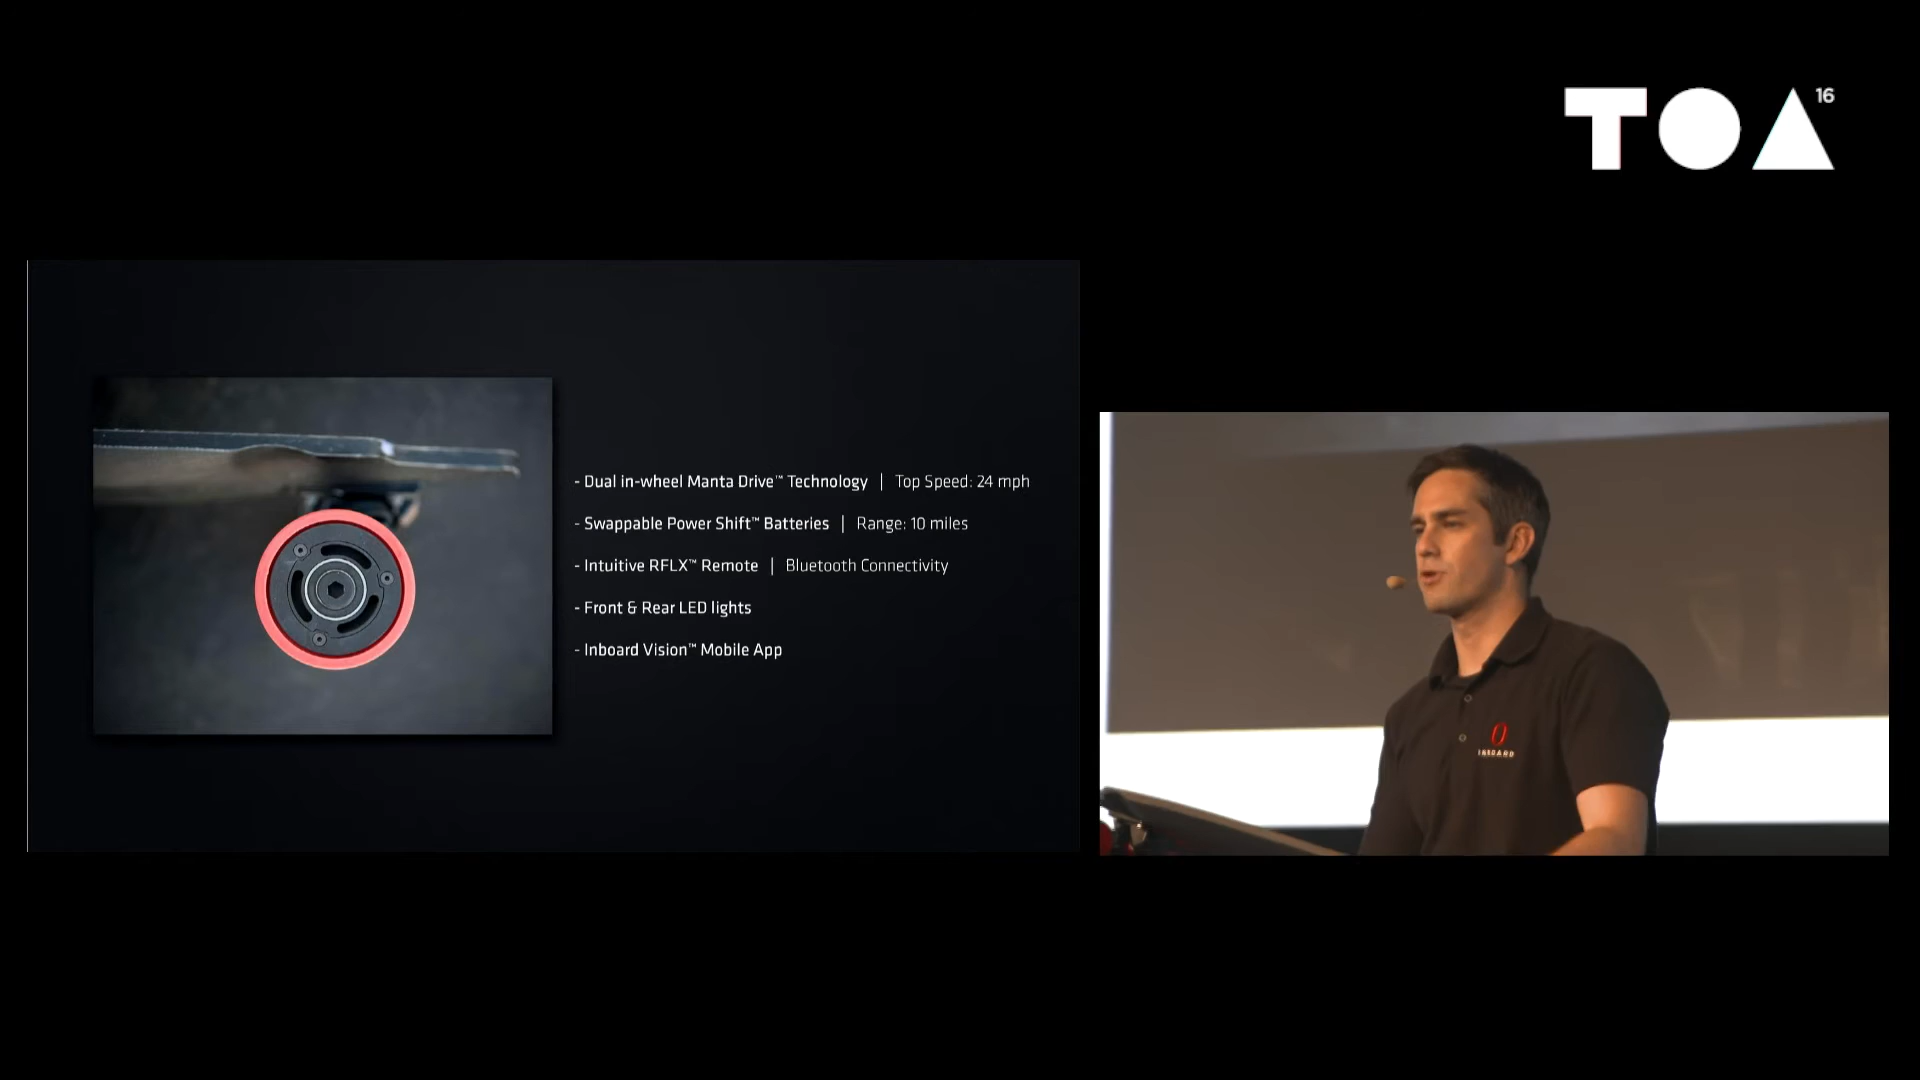 TOA 16
- Dual in-wheel Manta Drive™ Technology | Top Speed: 24 mph
- Swappable Power Shift™ Batteries | Range: 10 miles
- Intuitive RFLX™ Remote | Bluetooth Connectivity
- Front & Rear LED lights
- Inboard Vision™ Mobile App
INBOARD